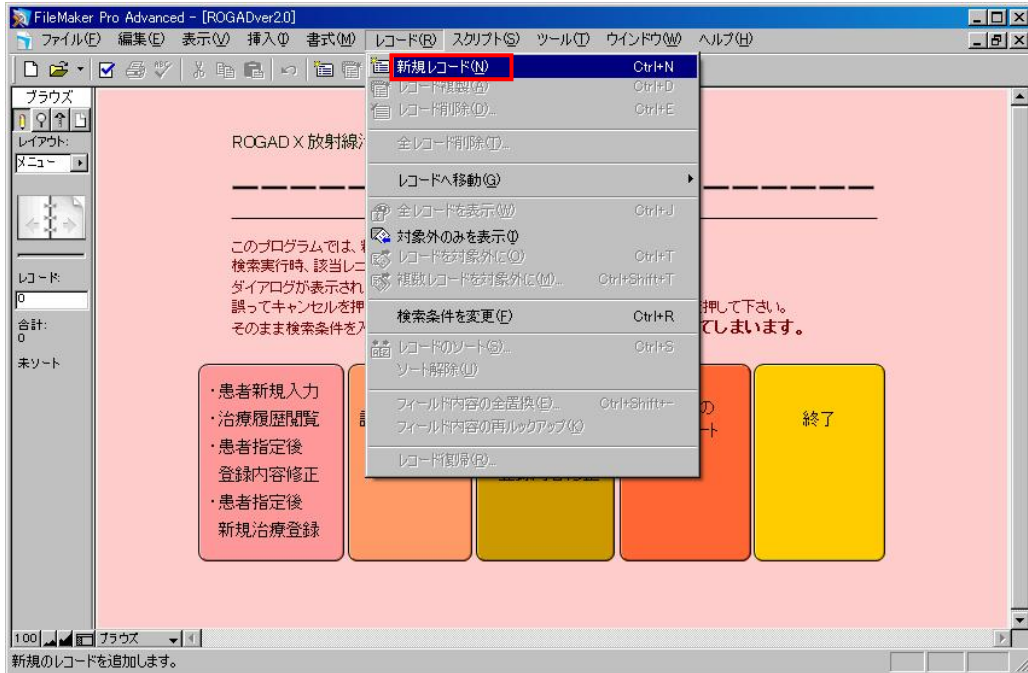 FileMaker Pro Advanced - [ROGADver2.0]
ファイル(F) 編集(E) 表示(V) 挿入(I) 書式(M) レコード(R) スクリプト(S) ツール(T) ウインドウ(W) ヘルプ(H)
新規レコード(N) Ctrl+N
レコード複製(A) Ctrl+D
レコード削除(D)... Ctrl+E
全レコード削除(T)...
レコードへ移動(G)
全レコードを表示(W) Ctrl+J
対象外のみを表示(I)
レコードを対象外に(O) Ctrl+T
複数レコードを対象外に(M)... Ctrl+Shift+T
検索条件を変更(F) Ctrl+R
レコードのソート(S)... Ctrl+S
ソート解除(U)
フィールド内容の全置換(E)... Ctrl+Shift+-
フィールド内容の再ルックアップ(K)
レコード復帰(R)...
ブラウズ
レイアウト:
メニュー
レコード:
0
合計:
0
未ソート
ROGAD X 放射線
このプログラムでは、
検索実行時、該当レコ
ダイアログが表示され
誤ってキャンセルを押 押して下さい。
そのまま検索条件を入 てしまいます。
・患者新規入力
・治療履歴閲覧
・患者指定後
登録内容修正
・患者指定後
新規治療登録
の
ート
終了
100 ブラウズ
新規のレコードを追加します。